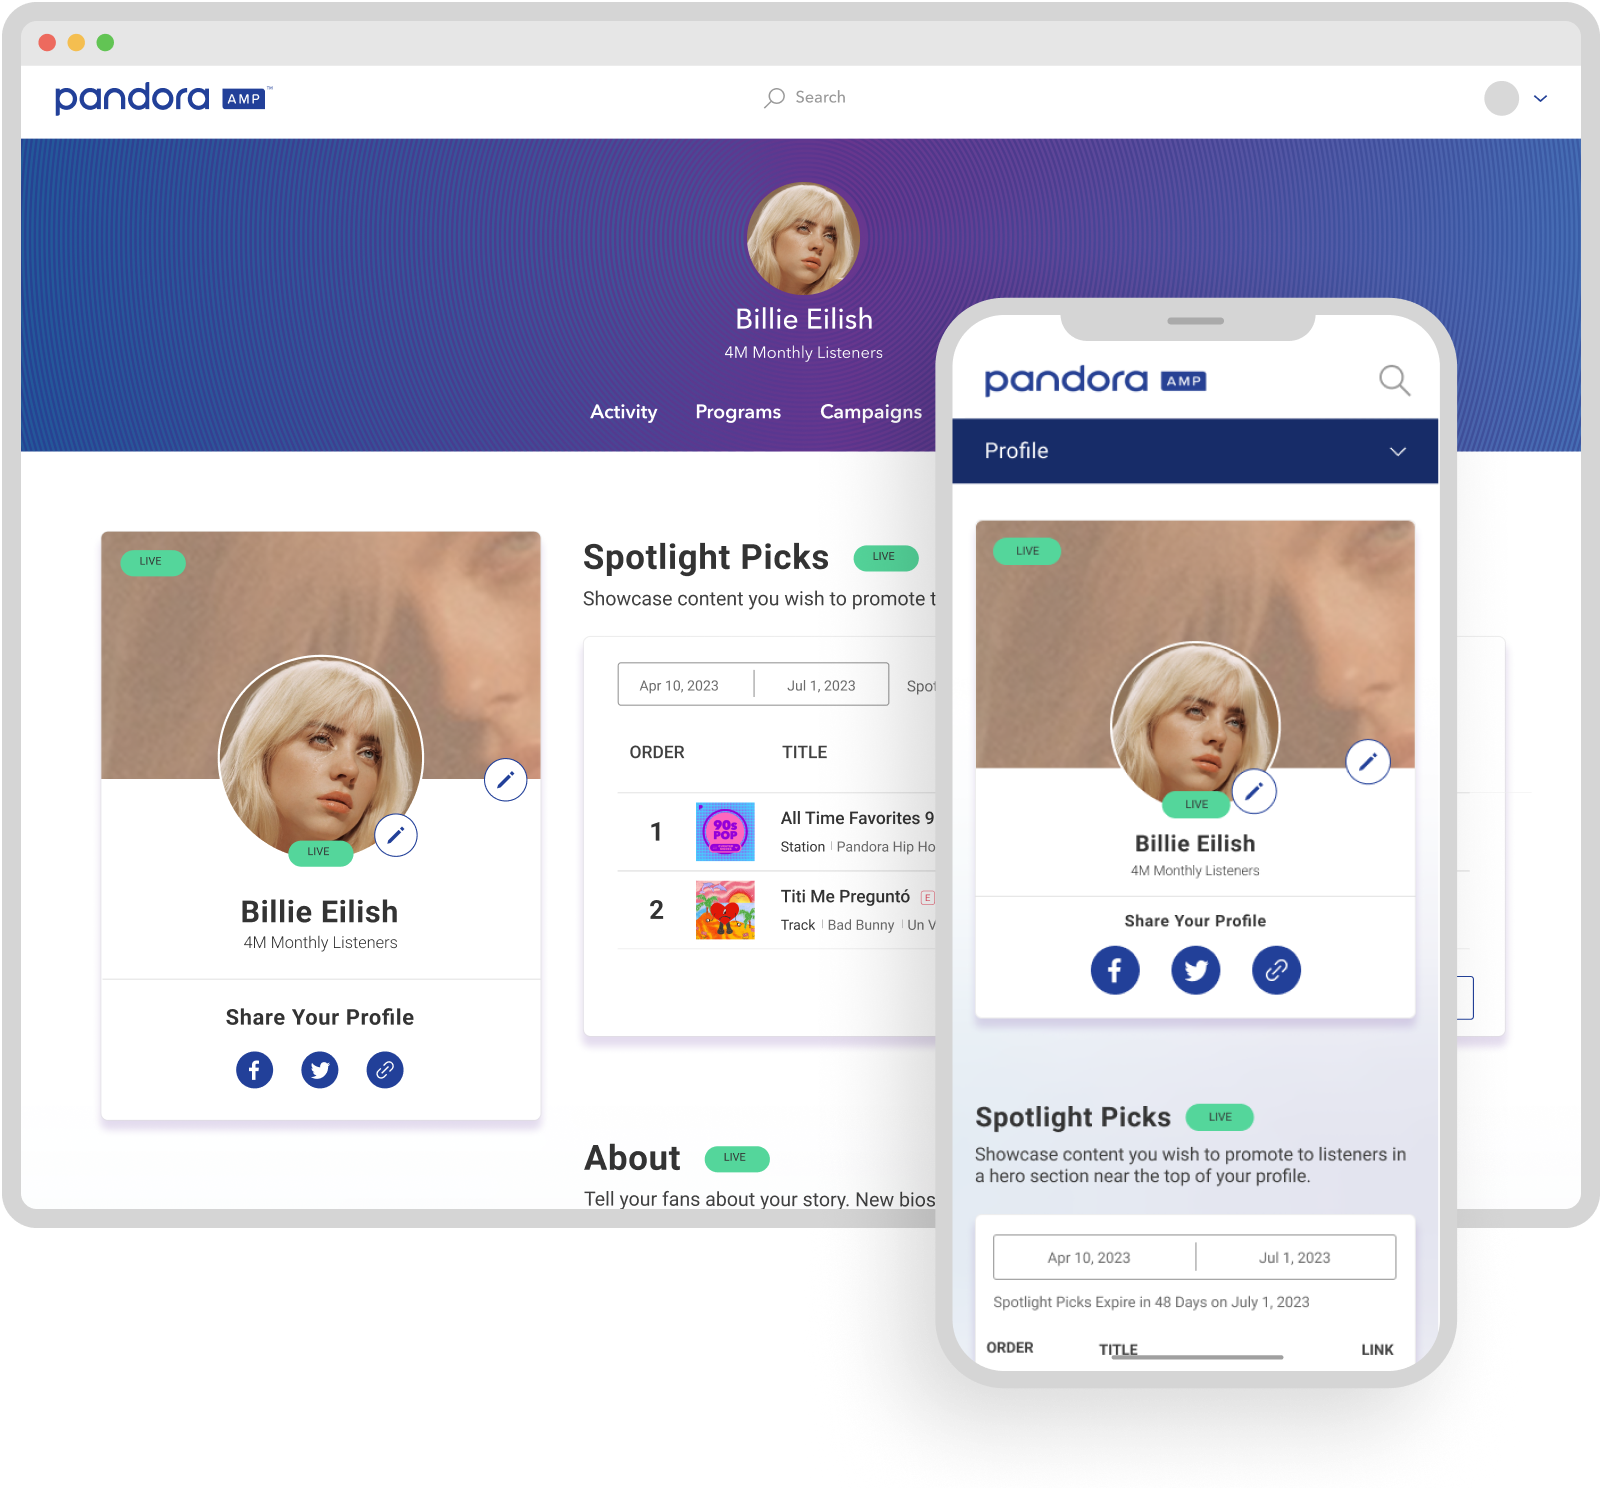 pandora AMP™
Search
Billie Eilish
4M Monthly Listeners
Activity Programs Campaigns
LIVE
LIVE
Billie Eilish
4M Monthly Listeners
Share Your Profile
Spotlight Picks LIVE
Showcase content you wish to promote t
Apr 10, 2023 Jul 1, 2023 Spot
ORDER TITLE
1 90s POP All Time Favorites 9
Station Pandora Hip Ho
2 Titi Me Preguntó E
Track Bad Bunny Un V
About LIVE
Tell your fans about your story. New bios
pandora AMP
Profile
LIVE
LIVE
Billie Eilish
4M Monthly Listeners
Share Your Profile
Spotlight Picks LIVE
Showcase content you wish to promote to listeners in
a hero section near the top of your profile.
Apr 10, 2023 Jul 1, 2023
Spotlight Picks Expire in 48 Days on July 1, 2023
ORDER TITLE LINK